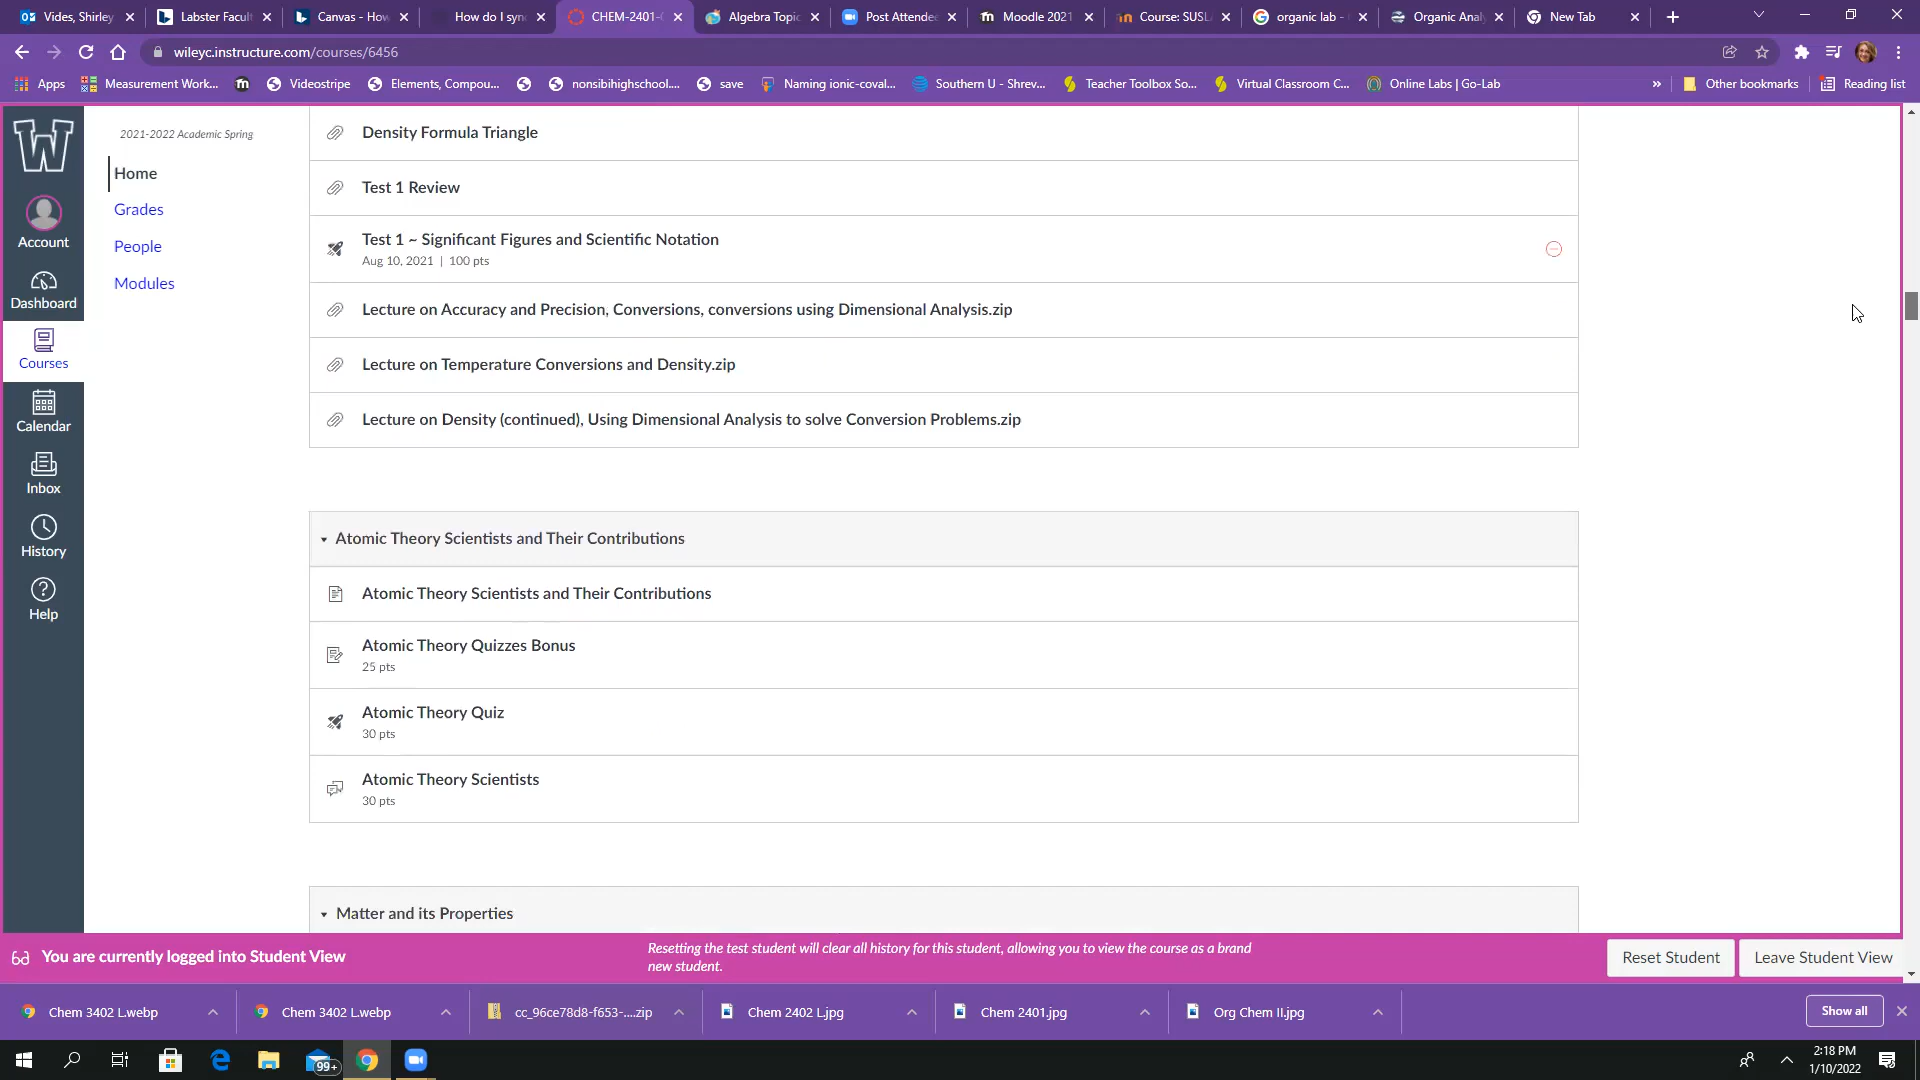 Vides, Shirley
Labster Facul
Canvas - How
How do I syn
CHEM-2401-
Algebra Topic
Post Attende
Moodle 2021
Course: SUSL
organic lab -
Organic Anal
New Tab
wileyc.instructure.com/courses/6456
Apps
Measurement Work...
Videostripe
Elements, Compou...
nonsibihighschool....
save
Naming ionic-coval...
Southern U - Shrev...
Teacher Toolbox So...
Virtual Classroom C...
Online Labs | Go-Lab
»
Other bookmarks
Reading list
W
Account
Dashboard
Courses
Calendar
Inbox
History
Help
2021-2022 Academic Spring
Home
Grades
People
Modules
Density Formula Triangle
Test 1 Review
Test 1 ~ Significant Figures and Scientific Notation
Aug 10, 2021 | 100 pts
Lecture on Accuracy and Precision, Conversions, conversions using Dimensional Analysis.zip
Lecture on Temperature Conversions and Density.zip
Lecture on Density (continued), Using Dimensional Analysis to solve Conversion Problems.zip
Atomic Theory Scientists and Their Contributions
Atomic Theory Scientists and Their Contributions
Atomic Theory Quizzes Bonus
25 pts
Atomic Theory Quiz
30 pts
Atomic Theory Scientists
30 pts
Matter and its Properties
You are currently logged into Student View
Resetting the test student will clear all history for this student, allowing you to view the course as a brand
new student.
Reset Student
Leave Student View
Chem 3402 L.webp
Chem 3402 L.webp
cc_96ce78d8-f653-....zip
Chem 2402 L.jpg
Chem 2401.jpg
Org Chem II.jpg
Show all
99+
2:18 PM
1/10/2022